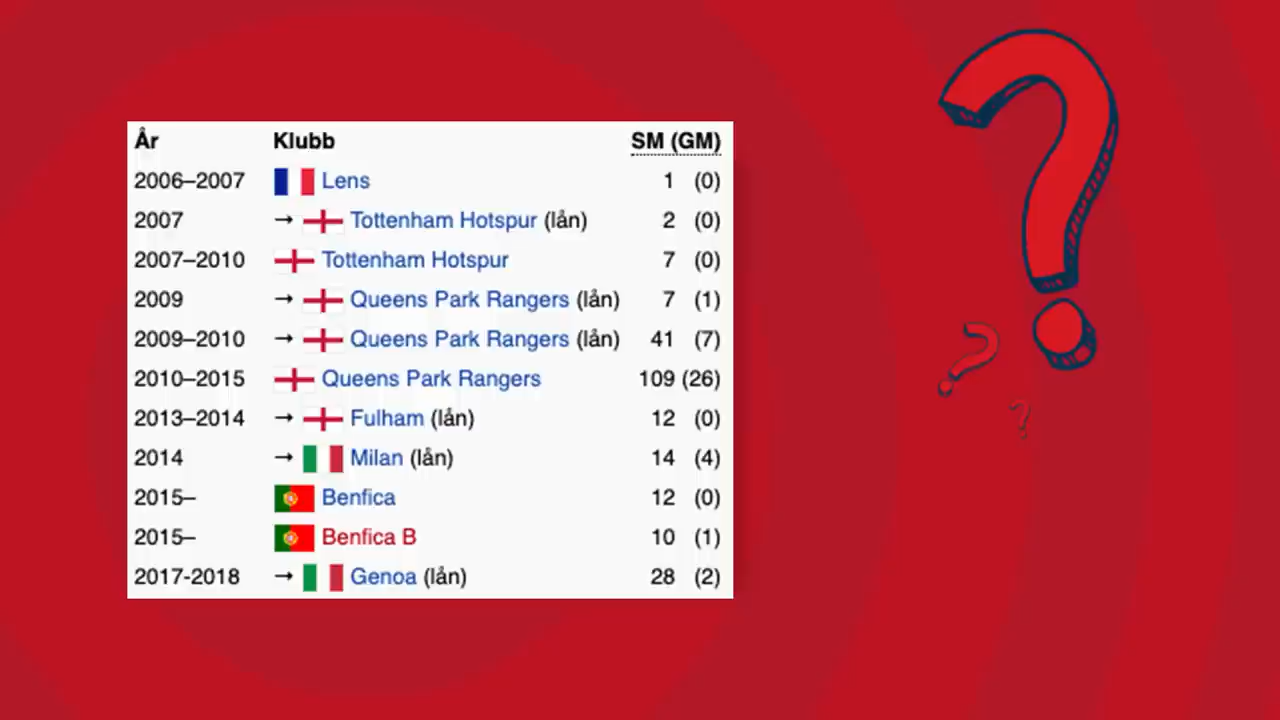 År Klubb SM (GM)
2006–2007 Lens 1 (0)
2007 → Tottenham Hotspur (lån) 2 (0)
2007–2010 Tottenham Hotspur 7 (0)
2009 → Queens Park Rangers (lån) 7 (1)
2009–2010 → Queens Park Rangers (lån) 41 (7)
2010–2015 Queens Park Rangers 109 (26)
2013–2014 → Fulham (lån) 12 (0)
2014 → Milan (lån) 14 (4)
2015– Benfica 12 (0)
2015– Benfica B 10 (1)
2017-2018 → Genoa (lån) 28 (2)
?
?
?